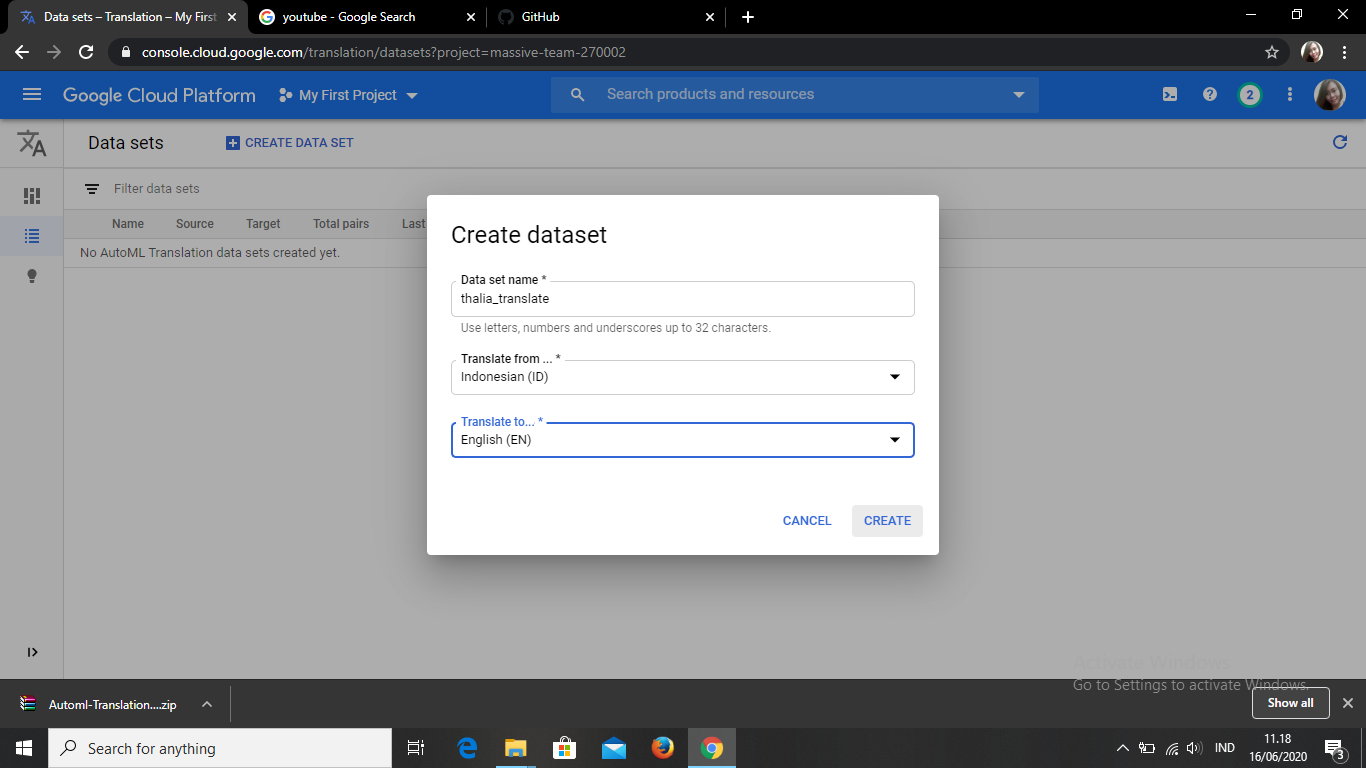 Data sets – Translation – My First
youtube - Google Search
GitHub
console.cloud.google.com/translation/datasets?project=massive-team-270002
Google Cloud Platform
My First Project
Search products and resources
2
Data sets
CREATE DATA SET
Filter data sets
Name Source Target Total pairs Last
No AutoML Translation data sets created yet.
Create dataset
Data set name *
thalia_translate
Use letters, numbers and underscores up to 32 characters.
Translate from ... *
Indonesian (ID)
Translate to... *
English (EN)
CANCEL
CREATE
Activate Windows
Go to Settings to activate Windows.
Automl-Translation....zip
Show all
Search for anything
IND
11.18
16/06/2020
3